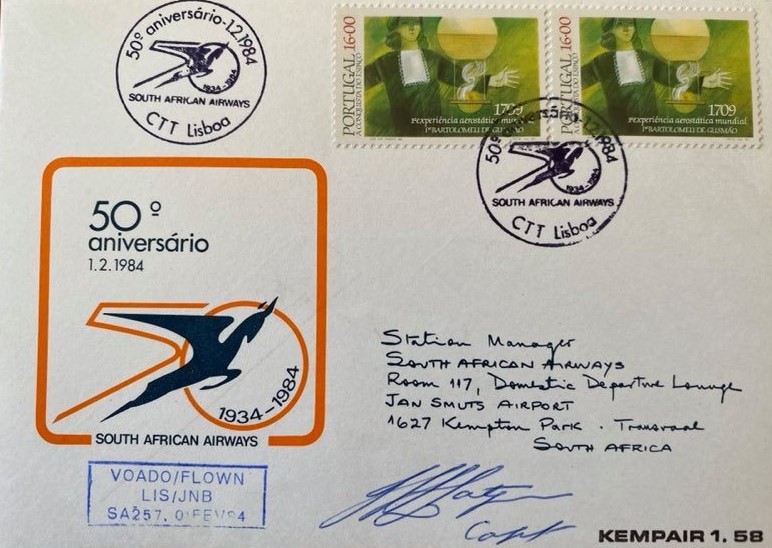 50º aniversário-1.2.1984
1934-1984
SOUTH AFRICAN AIRWAYS
CTT Lisboa
PORTUGAL 16·00
A CONQUISTA DO ESPAÇO
1709
1ª experiência aerostática mundial
Pe BARTOLOMEU DE GUSMÃO
PORTUGAL 16·00
A CONQUISTA DO ESPAÇO
1709
1ª experiência aerostática mundial
Pe BARTOLOMEU DE GUSMÃO
50º aniversário-1.2.1984
1934-1984
SOUTH AFRICAN AIRWAYS
CTT Lisboa
50º
aniversário
1.2.1984
1934-1984
SOUTH AFRICAN AIRWAYS
Station Manager
SOUTH AFRICAN AIRWAYS
Room 117, Domestic Departure Lounge
JAN SMUTS AIRPORT
1627 Kempton Park · Transvaal
SOUTH AFRICA
VOADO/FLOWN
LIS/JNB
SA257, 0 FEV 84
Capt
KEMPAIR 1. 58